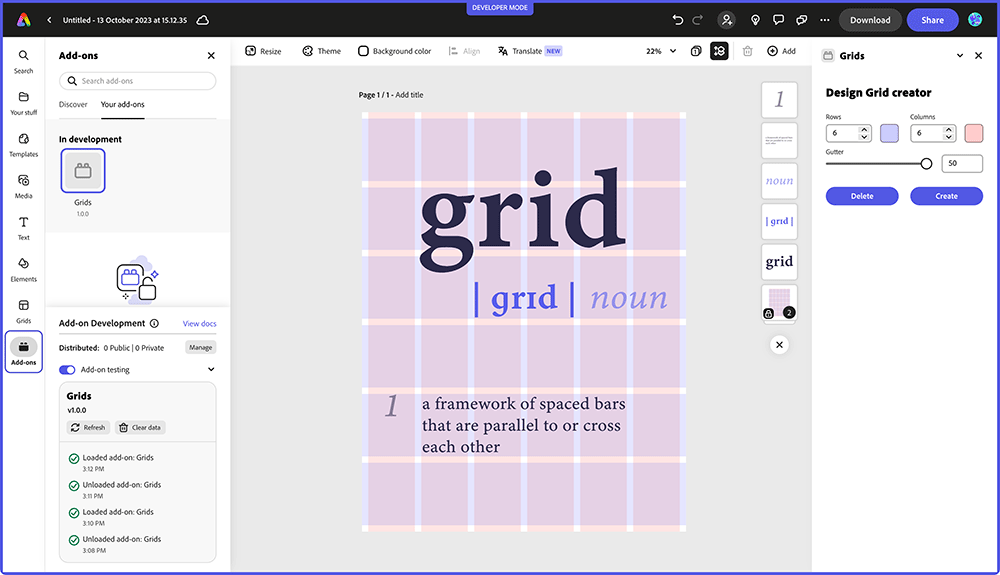 DEVELOPER MODE
Untitled - 13 October 2023 at 15.12.35
Download
Share
Search
Your stuff
Templates
Media
Text
Elements
Grids
Add-ons
Add-ons
Search add-ons
Discover
Your add-ons
In development
Grids
1.0.0
Add-on Development
View docs
Distributed: 0 Public | 0 Private
Manage
Add-on testing
Grids
v1.0.0
Refresh
Clear data
Loaded add-on: Grids
3:12 PM
Unloaded add-on: Grids
3:11 PM
Loaded add-on: Grids
3:10 PM
Unloaded add-on: Grids
3:08 PM
Resize
Theme
Background color
Align
Translate NEW
22%
Add
Page 1 / 1 - Add title
grid
| grɪd | noun
1
a framework of spaced bars
that are parallel to or cross
each other
1
noun
| grɪd |
grid
2
Grids
Design Grid creator
Rows
Columns
6
6
Gutter
50
Delete
Create